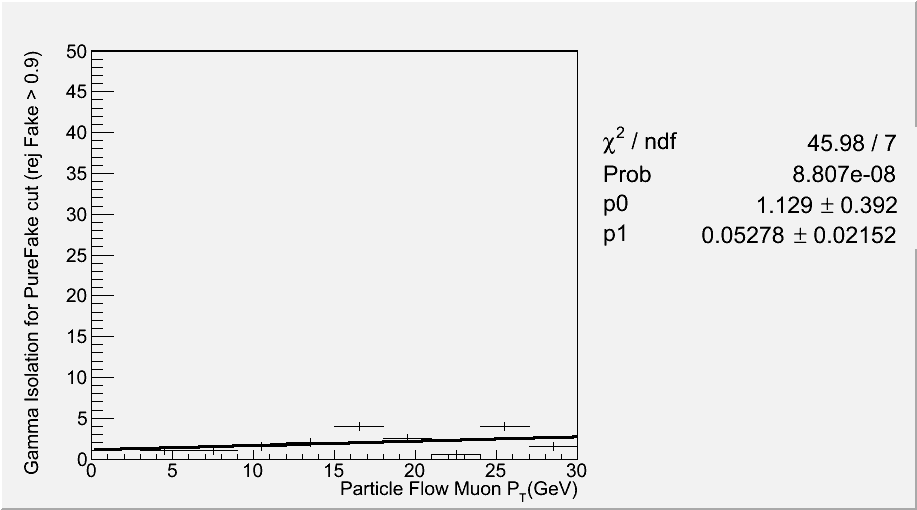 Gamma Isolation for PureFake cut (rej Fake > 0.9)
50
45
40
35
30
25
20
15
10
5
0
0 5 10 15 20 25 30
Particle Flow Muon P_T(GeV)
χ² / ndf 45.98 / 7
Prob 8.807e-08
p0 1.129 ± 0.392
p1 0.05278 ± 0.02152